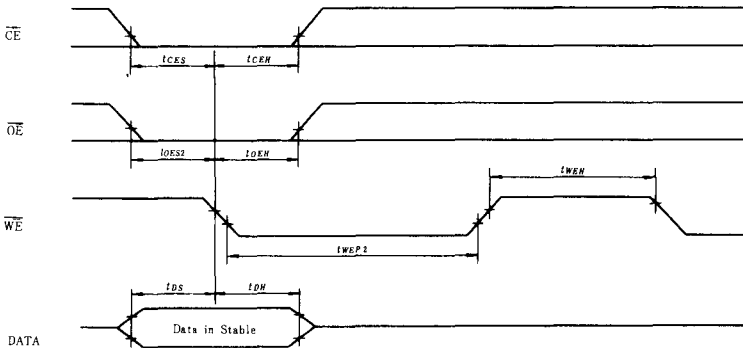 CE
tCES
tCEH
OE
tOES2
tOEH
tWEH
WE
tWEP2
tDS
tDH
Data in Stable
DATA